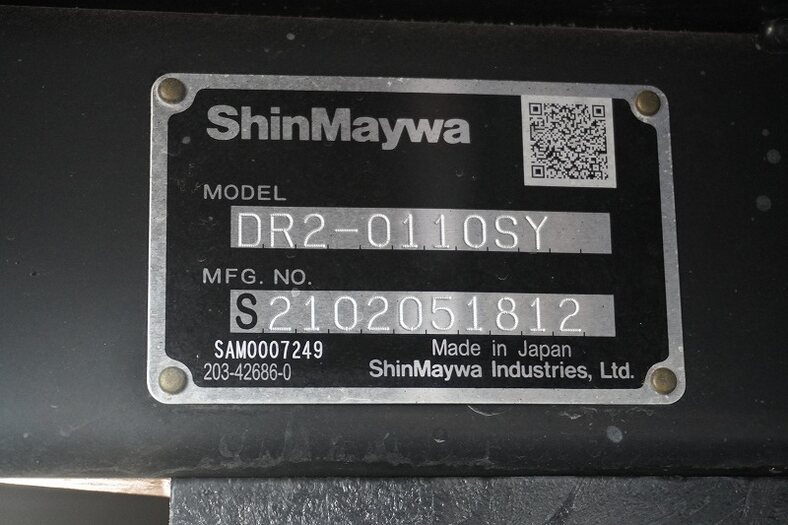 ShinMaywa
MODEL
DR2-0110SY
MFG. NO.
S2102051812
SAM0007249
Made in Japan
203-42686-0
ShinMaywa Industries, Ltd.